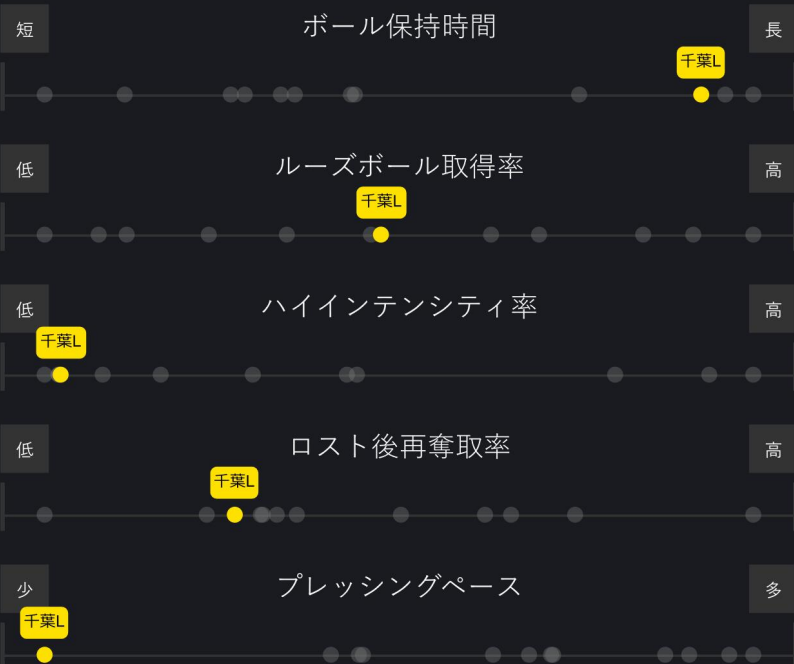 ボール保持時間
短
長
千葉L
ルーズボール取得率
低
高
千葉L
ハイインテンシティ率
低
高
千葉L
ロスト後再奪取率
低
高
千葉L
プレッシングペース
少
多
千葉L